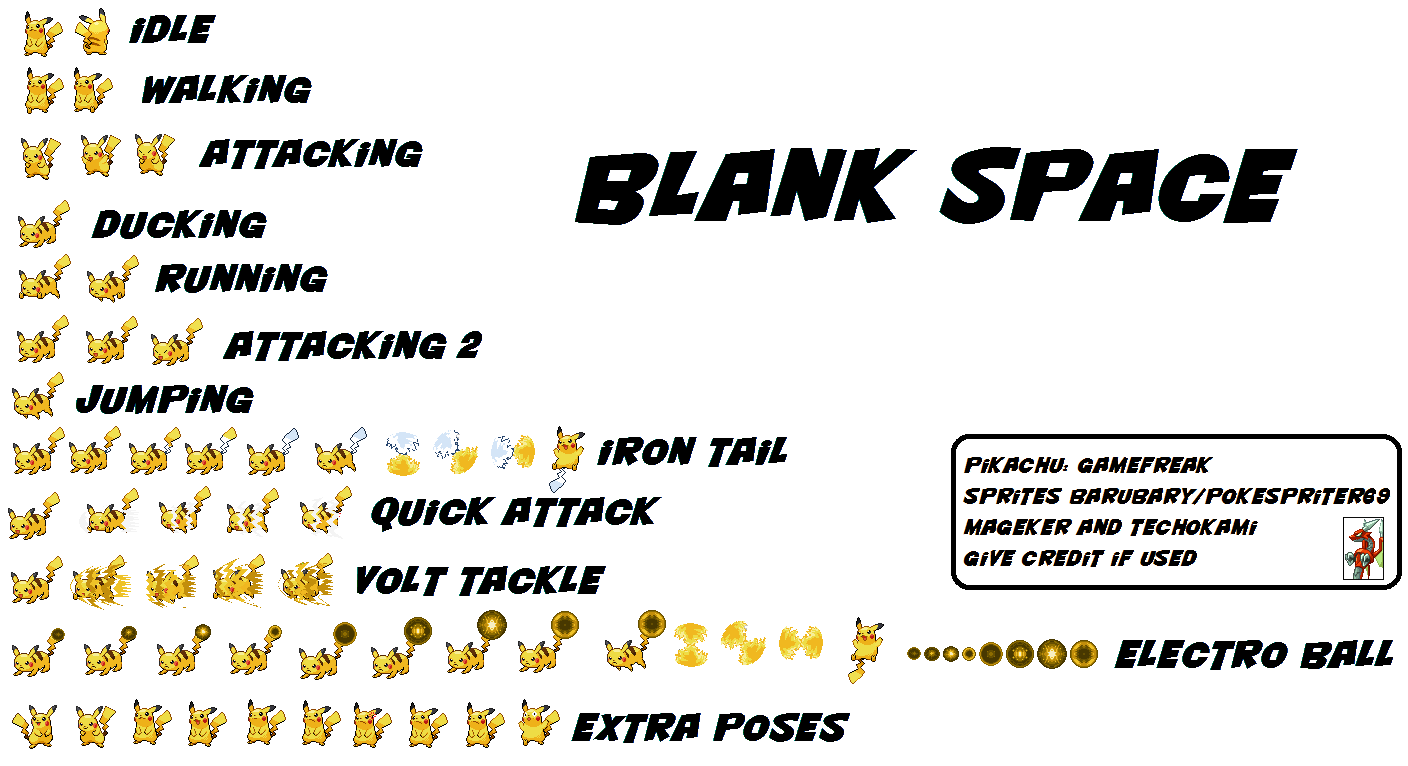 iDLE
WALKiNG
ATTACKiNG
BLANK SPACE
DUCKiNG
RUNNiNG
ATTACKiNG 2
JUMPiNG
iRON TAiL
PiKACHU: GAMEFREAK
SPRiTES BARUBARY/POKESPRiTER69
MAGEKER AND TECHOKAMi
GiVE CREDiT iF USED
QUiCK ATTACK
VOLT TACKLE
ELECTRO BALL
EXTRA POSES